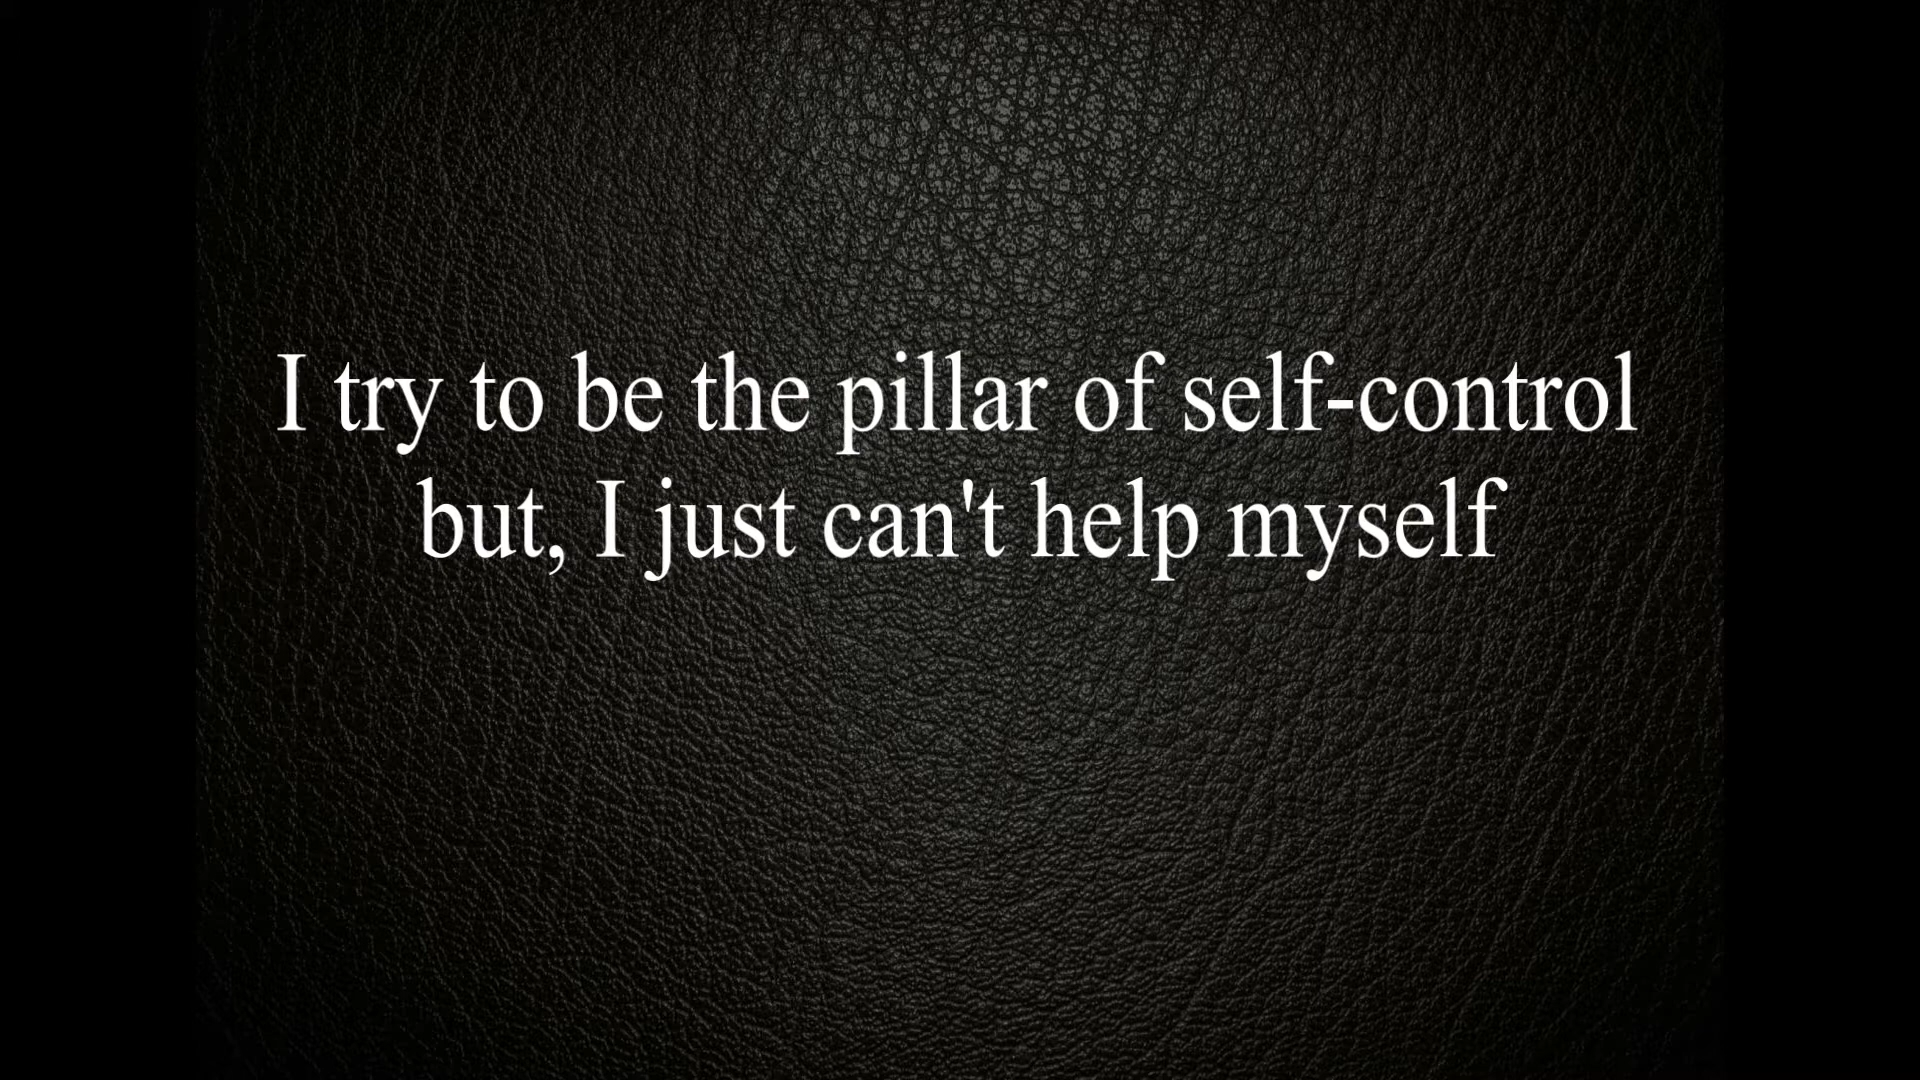 I try to be the pillar of self-control
but, I just can't help myself